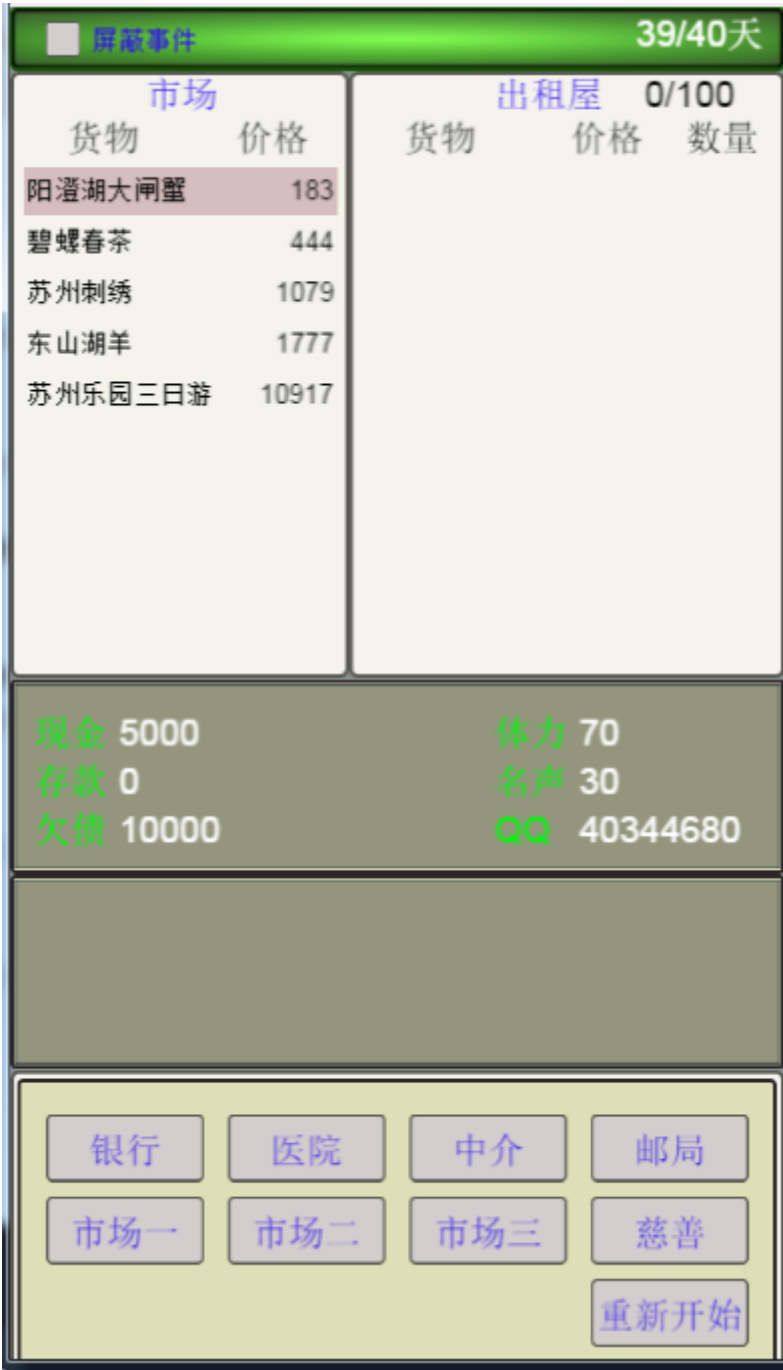 屏蔽事件 39/40天
市场 出租屋 0/100
货物 价格 货物 价格 数量
阳澄湖大闸蟹 183
碧螺春茶 444
苏州刺绣 1079
东山湖羊 1777
苏州乐园三日游 10917
现金 5000 体力 70
存款 0 名声 30
欠债 10000 QQ 40344680
银行 医院 中介 邮局
市场一 市场二 市场三 慈善
重新开始